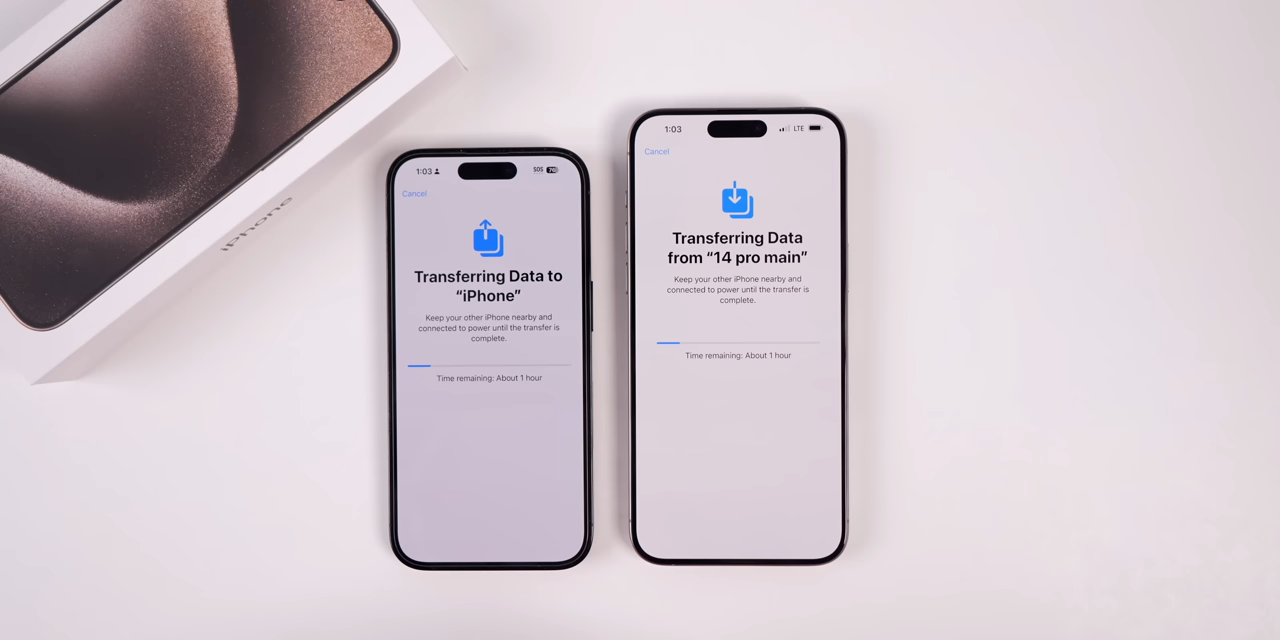 iPhone
1:03
SOS 76
Cancel
Transferring Data to
“iPhone”
Keep your other iPhone nearby and
connected to power until the transfer is
complete.
Time remaining: About 1 hour
1:03
LTE
Cancel
Transferring Data
from “14 pro main”
Keep your other iPhone nearby and
connected to power until the transfer is
complete.
Time remaining: About 1 hour